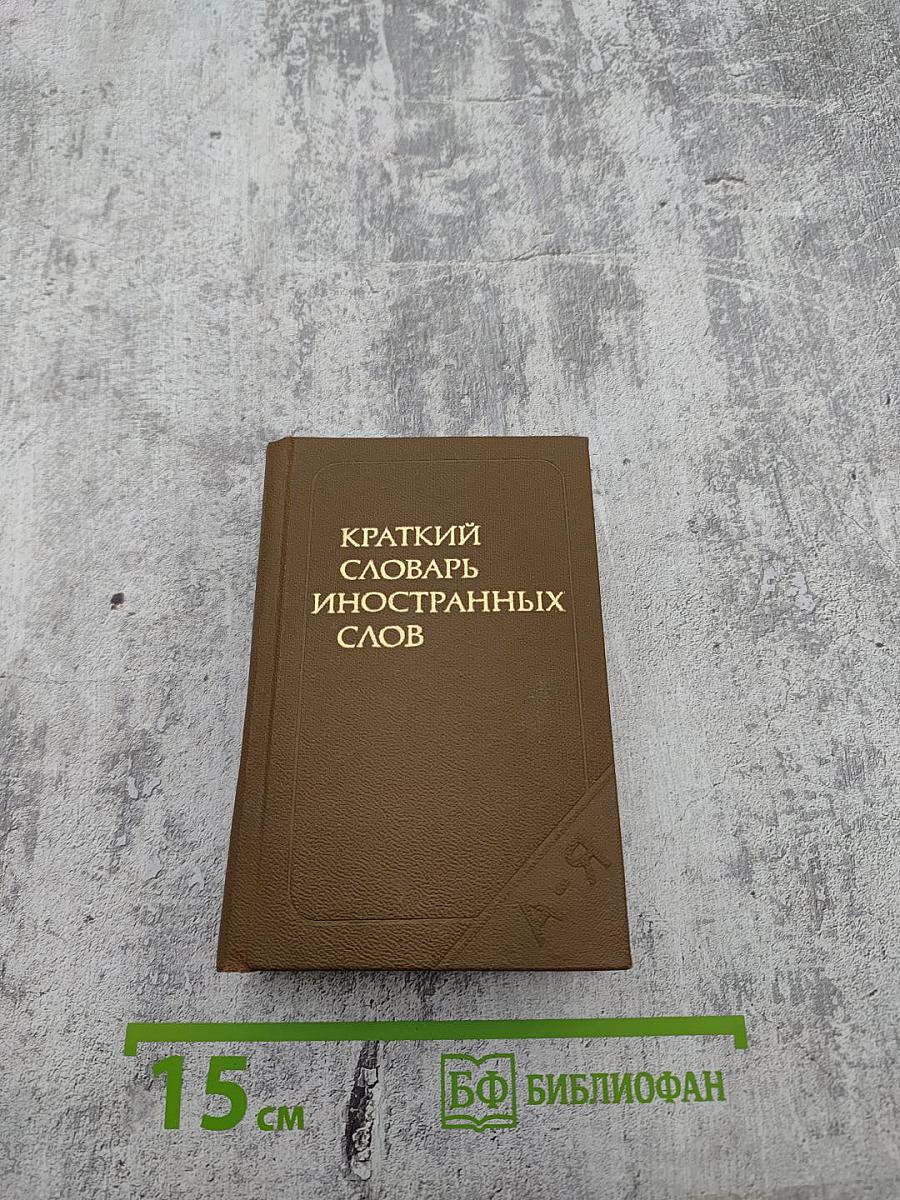 КРАТКИЙ
СЛОВАРЬ
ИНОСТРАННЫХ
СЛОВ
А-Я
15 см
БФ БИБЛИОФАН